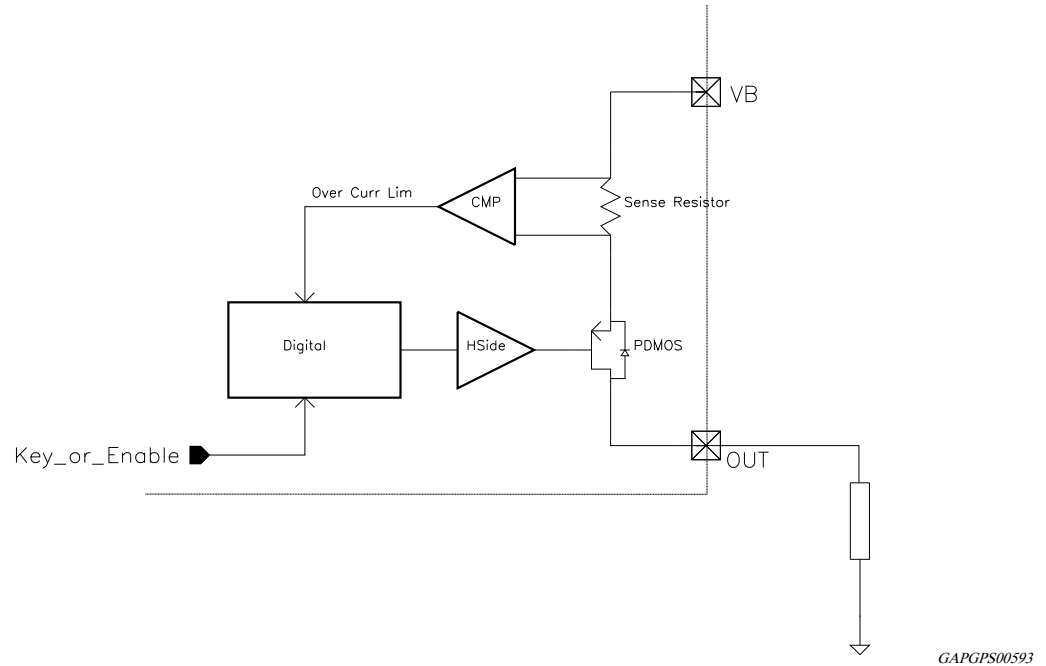 VB
Over Curr Lim
CMP
Sense Resistor
Digital
HSide
PDMOS
Key_or_Enable
OUT
GAPGPS00593